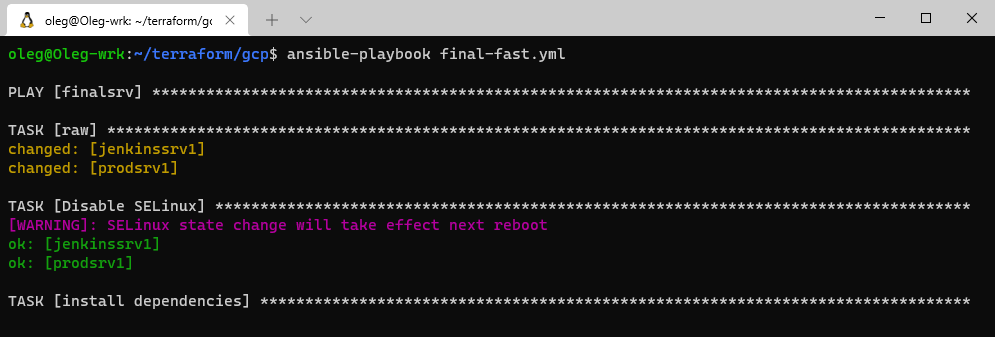 oleg@Oleg-wrk: ~/terraform/gc
oleg@Oleg-wrk:~/terraform/gcp$ ansible-playbook final-fast.yml
PLAY [finalsrv] *******************************************************************************************
TASK [raw] ************************************************************************************************
changed: [jenkinssrv1]
changed: [prodsrv1]
TASK [Disable SELinux] ************************************************************************************
[WARNING]: SELinux state change will take effect next reboot
ok: [jenkinssrv1]
ok: [prodsrv1]
TASK [install dependencies] *******************************************************************************